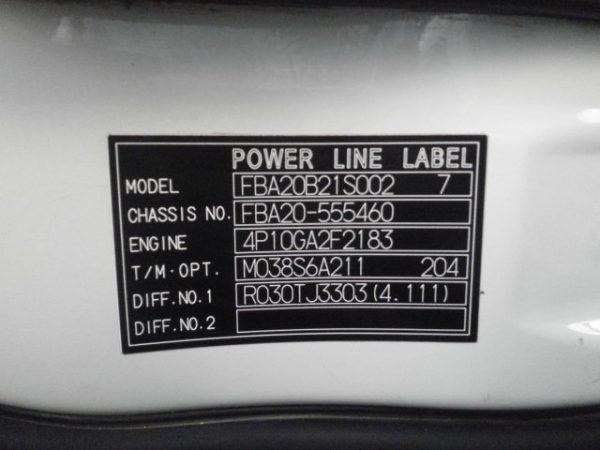 POWER LINE LABEL
MODEL FBA20B21S002 7
CHASSIS NO. FBA20-555460
ENGINE 4P10GA2F2183
T/M·OPT. M038S6A211 204
DIFF.NO.1 R030TJ3303(4.111)
DIFF.NO.2